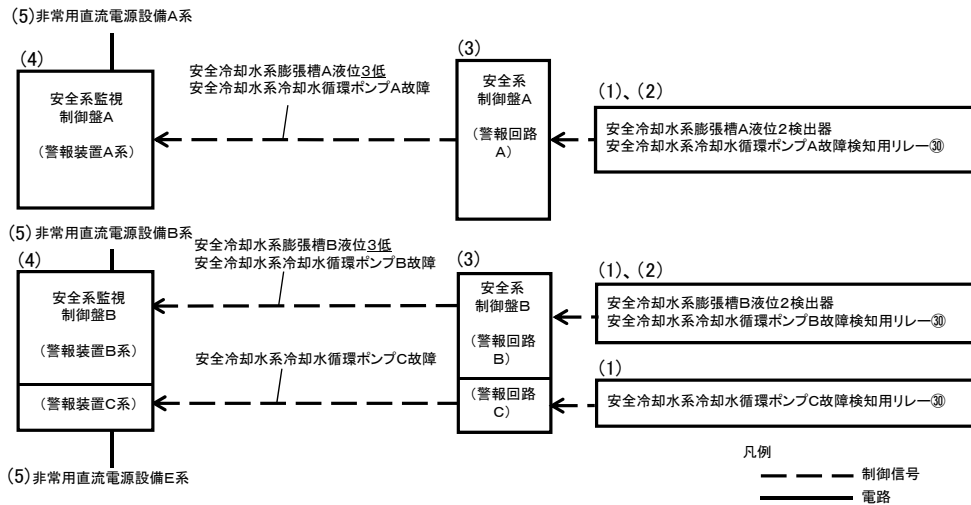 (5)非常用直流電源設備A系
(4)
安全系監視
制御盤A
(警報装置A系)
安全冷却水系膨張槽A液位3低
安全冷却水系冷却水循環ポンプA故障
(3)
安全系
制御盤A
(警報回路
A)
(1)、(2)
安全冷却水系膨張槽A液位2検出器
安全冷却水系冷却水循環ポンプA故障検知用リレー㉚
(5)非常用直流電源設備B系
(4)
安全系監視
制御盤B
(警報装置B系)
(警報装置C系)
安全冷却水系膨張槽B液位3低
安全冷却水系冷却水循環ポンプB故障
安全冷却水系冷却水循環ポンプC故障
(3)
安全系
制御盤B
(警報回路
B)
(警報回路
C)
(1)、(2)
安全冷却水系膨張槽B液位2検出器
安全冷却水系冷却水循環ポンプB故障検知用リレー㉚
(1)
安全冷却水系冷却水循環ポンプC故障検知用リレー㉚
(5)非常用直流電源設備E系
凡例
制御信号
電路